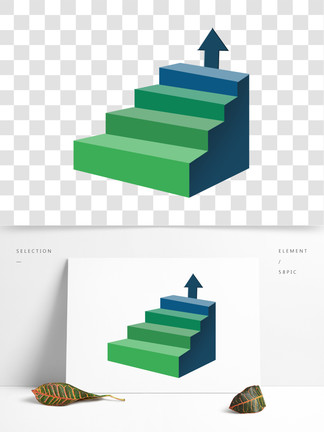 SELECTION
—
ELEMENT
/
SBPIC